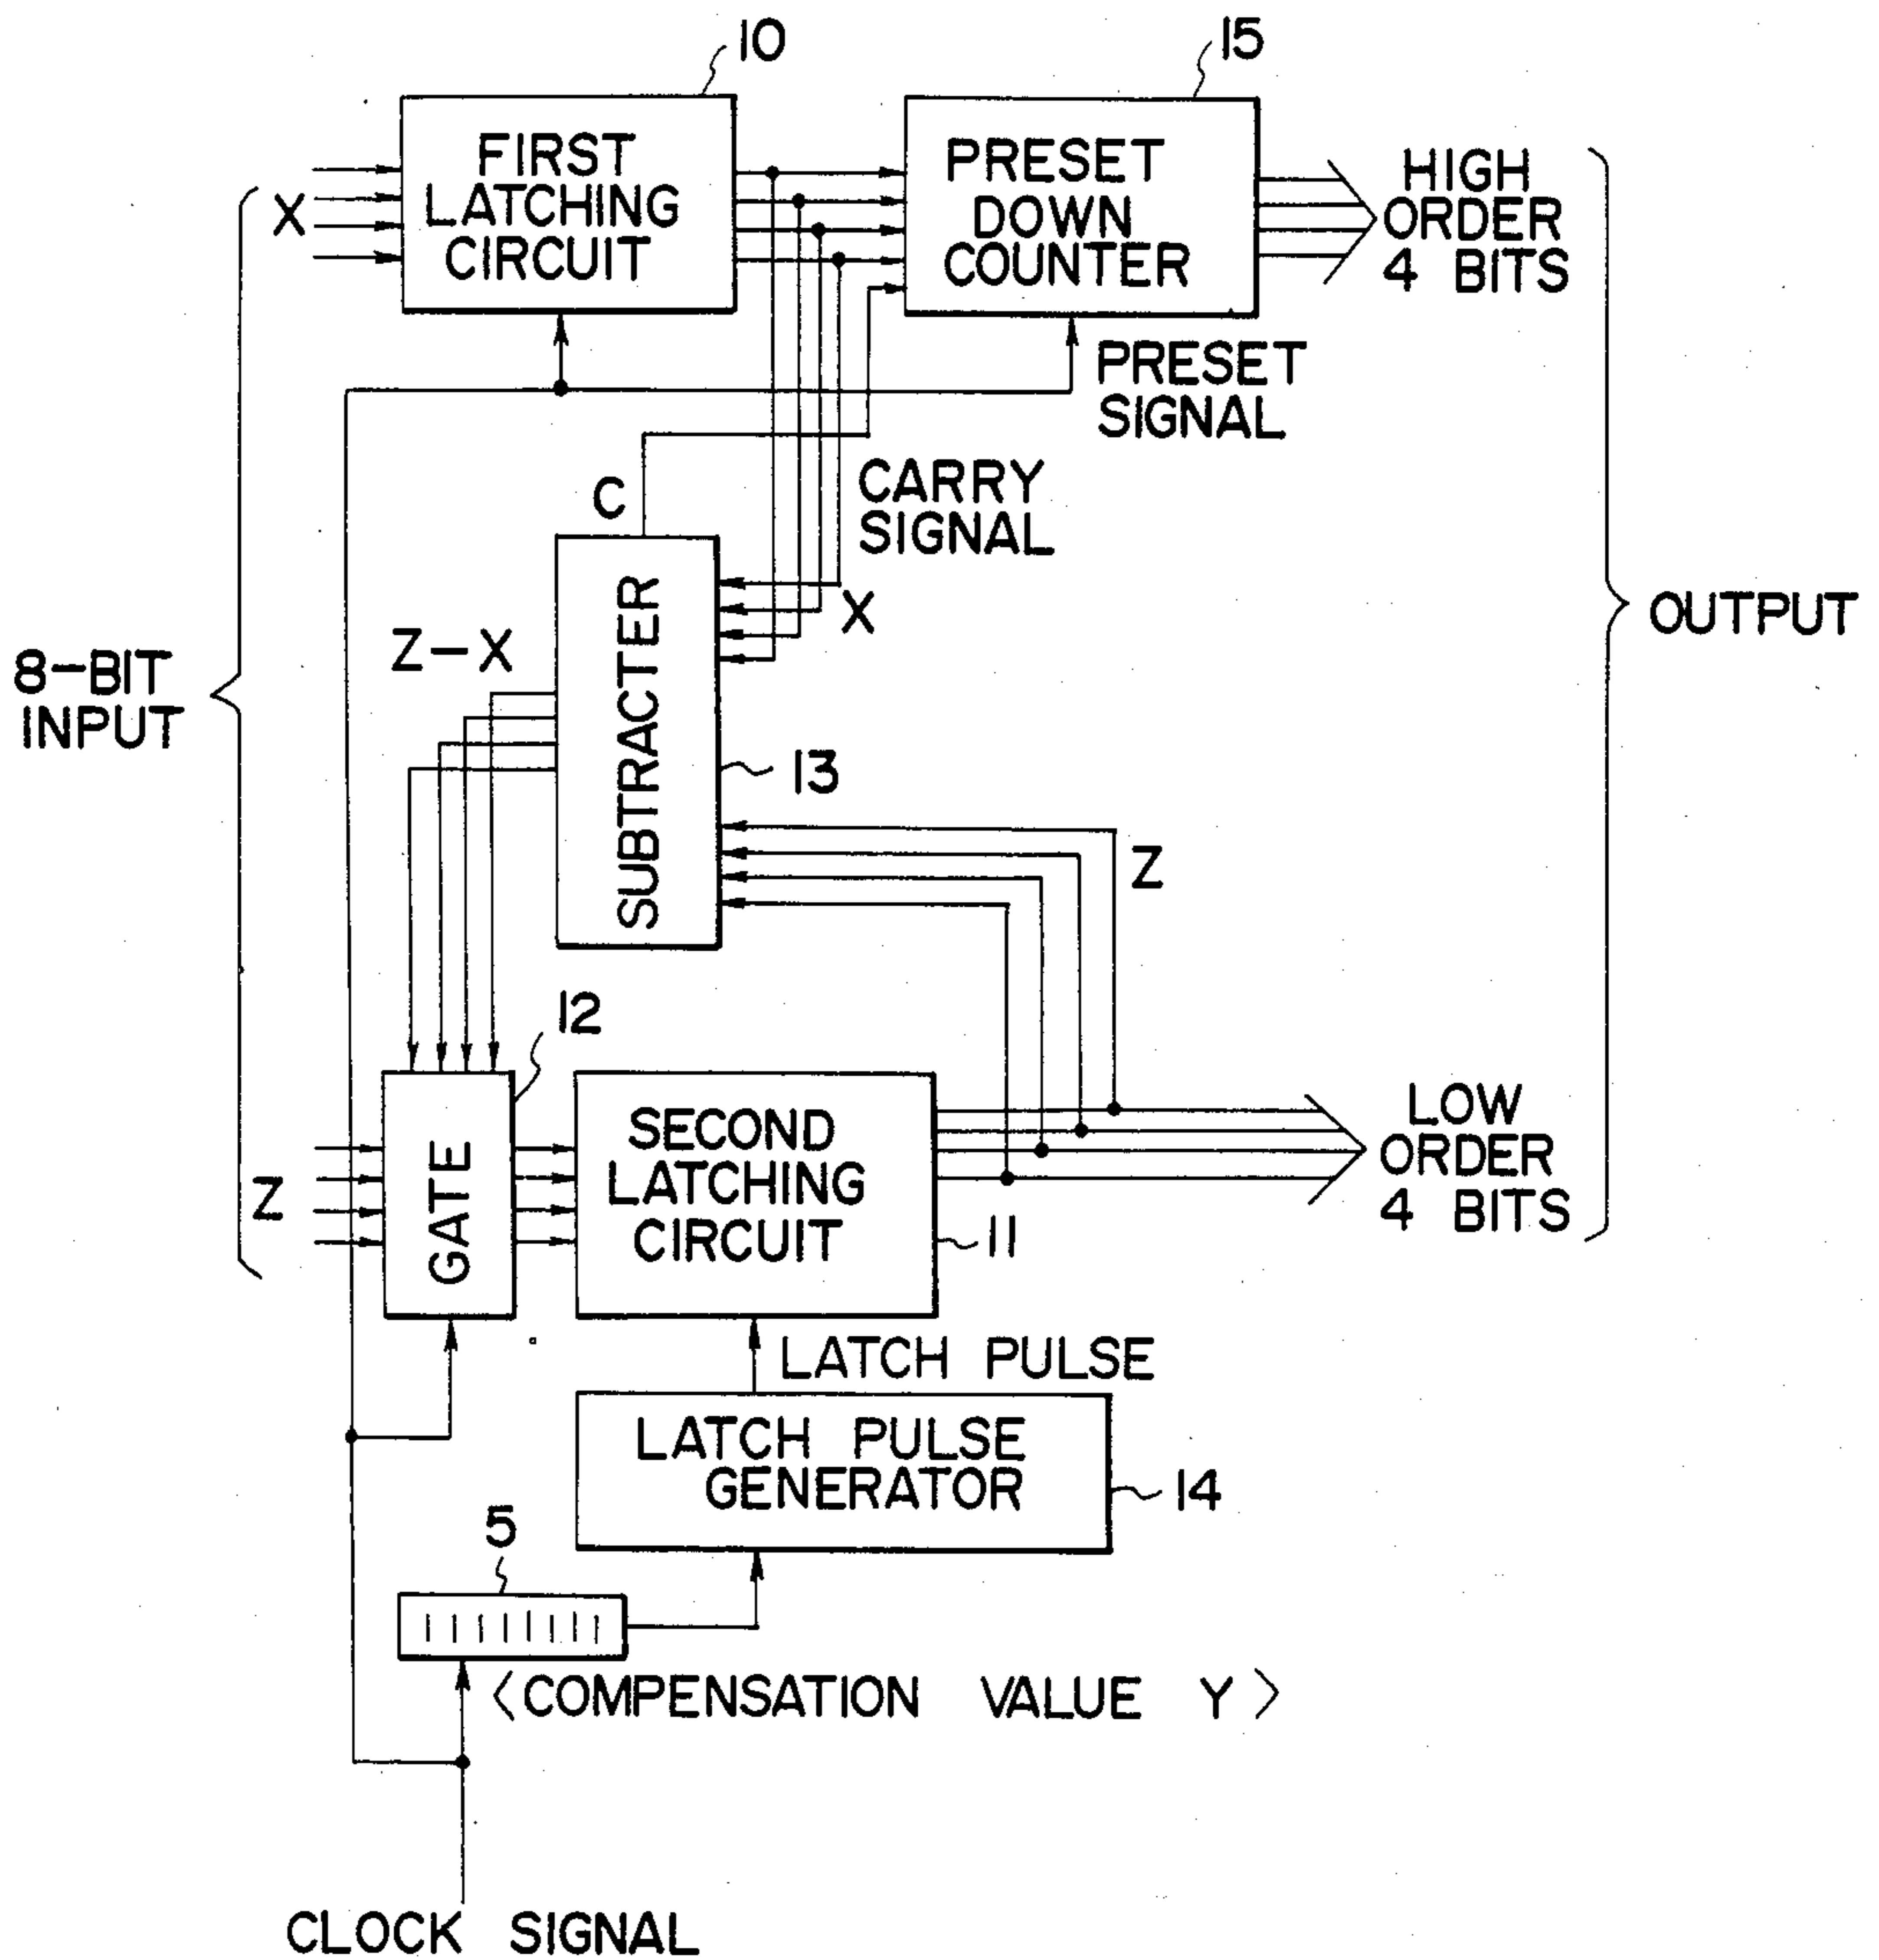 10
15
FIRST
LATCHING
CIRCUIT
PRESET
DOWN
COUNTER
HIGH
ORDER
4 BITS
X
PRESET
SIGNAL
C
CARRY
SIGNAL
X
Z-X
SUBTRACTER
13
8-BIT
INPUT
OUTPUT
Z
12
GATE
SECOND
LATCHING
CIRCUIT
11
LOW
ORDER
4 BITS
Z
LATCH PULSE
LATCH PULSE
GENERATOR
14
5
<COMPENSATION VALUE Y>
CLOCK SIGNAL